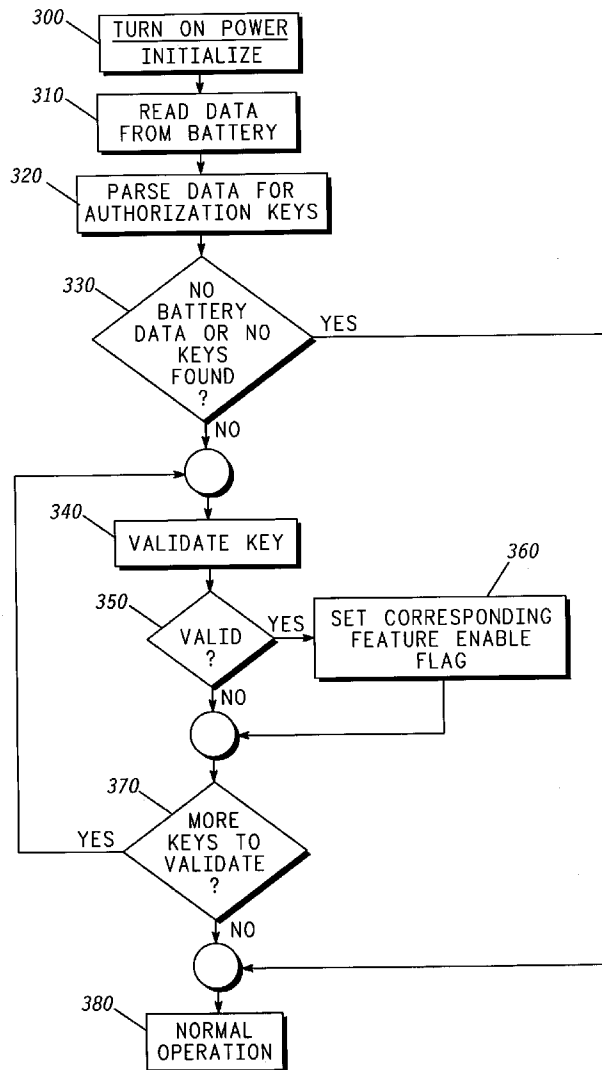 300
TURN ON POWER
INITIALIZE
310
READ DATA
FROM BATTERY
320
PARSE DATA FOR
AUTHORIZATION KEYS
330
NO
BATTERY
DATA OR NO
KEYS
FOUND
?
YES
NO
340
VALIDATE KEY
350
VALID
?
YES
NO
360
SET CORRESPONDING
FEATURE ENABLE
FLAG
370
MORE
KEYS TO
VALIDATE
?
YES
NO
380
NORMAL
OPERATION